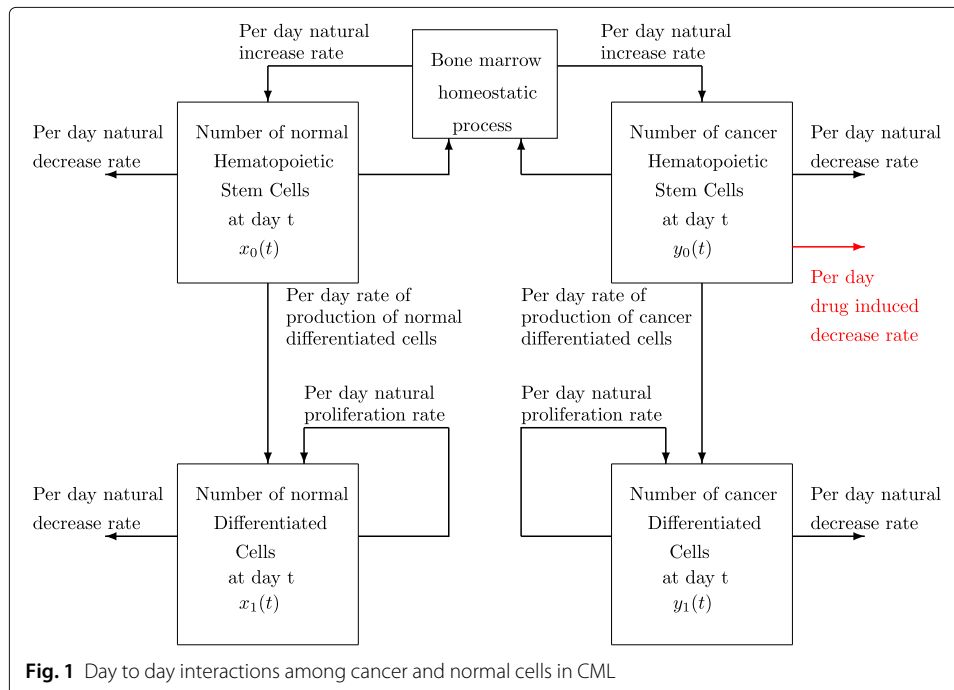 Per day natural
increase rate
Bone marrow
homeostatic
process
Per day natural
increase rate
Per day natural
decrease rate
Number of normal
Hematopoietic
Stem Cells
at day t
x₀(t)
Number of cancer
Hematopoietic
Stem Cells
at day t
y₀(t)
Per day natural
decrease rate
Per day
drug induced
decrease rate
Per day rate of
production of normal
differentiated cells
Per day rate of
production of cancer
differentiated cells
Per day natural
proliferation rate
Per day natural
proliferation rate
Per day natural
decrease rate
Number of normal
Differentiated
Cells
at day t
x₁(t)
Number of cancer
Differentiated
Cells
at day t
y₁(t)
Per day natural
decrease rate
Fig. 1 Day to day interactions among cancer and normal cells in CML